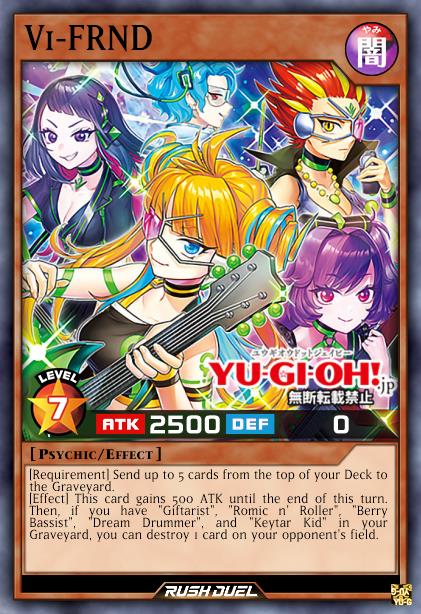 Vi-FRND
やみ
闇
ユウギオウドットジェイピー
YU-GI-OH!.jp
無断転載禁止
LEVEL
7
ATK 2500 DEF 0
[ Psychic/Effect ]
[Requirement] Send up to 5 cards from the top of your Deck to
the Graveyard.
[Effect] This card gains 500 ATK until the end of this turn.
Then, if you have "Giftarist", "Romic n' Roller", "Berry
Bassist", "Dream Drummer", and "Keytar Kid" in your
Graveyard, you can destroy 1 card on your opponent's field.
RUSH DUEL